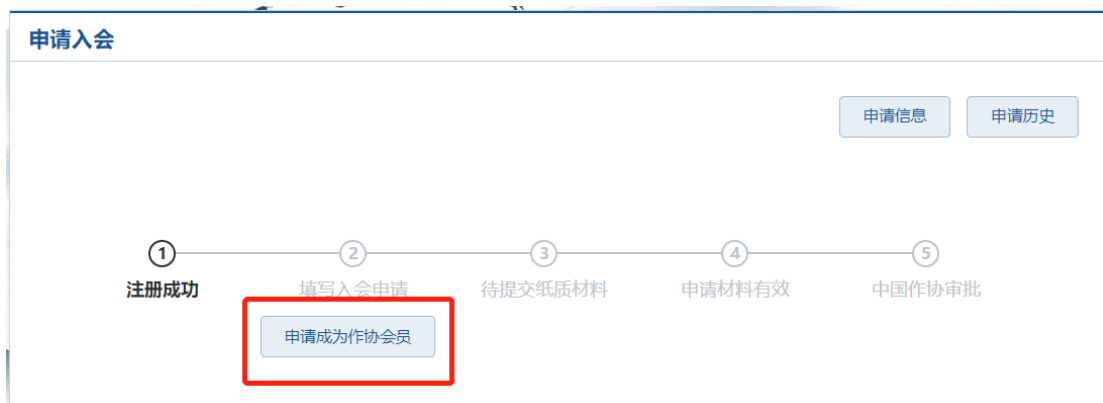 申请入会
申请信息 申请历史
1 2 3 4 5
注册成功 填写入会申请 待提交纸质材料 申请材料有效 中国作协审批
申请成为作协会员